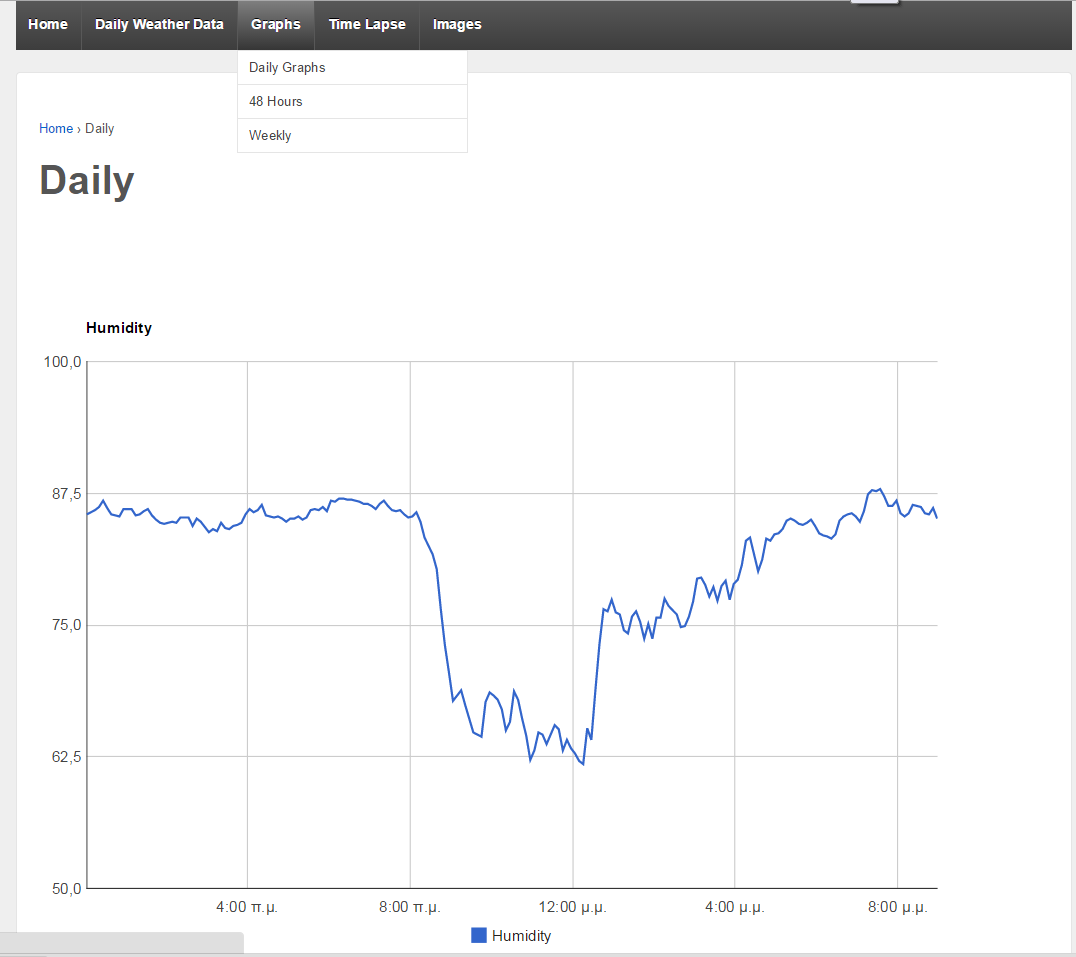 Home Daily Weather Data Graphs Time Lapse Images
Daily Graphs
48 Hours
Weekly
Home › Daily
Daily
Humidity
100,0
87,5
75,0
62,5
50,0
4:00 π.μ. 8:00 π.μ. 12:00 μ.μ. 4:00 μ.μ. 8:00 μ.μ.
Humidity